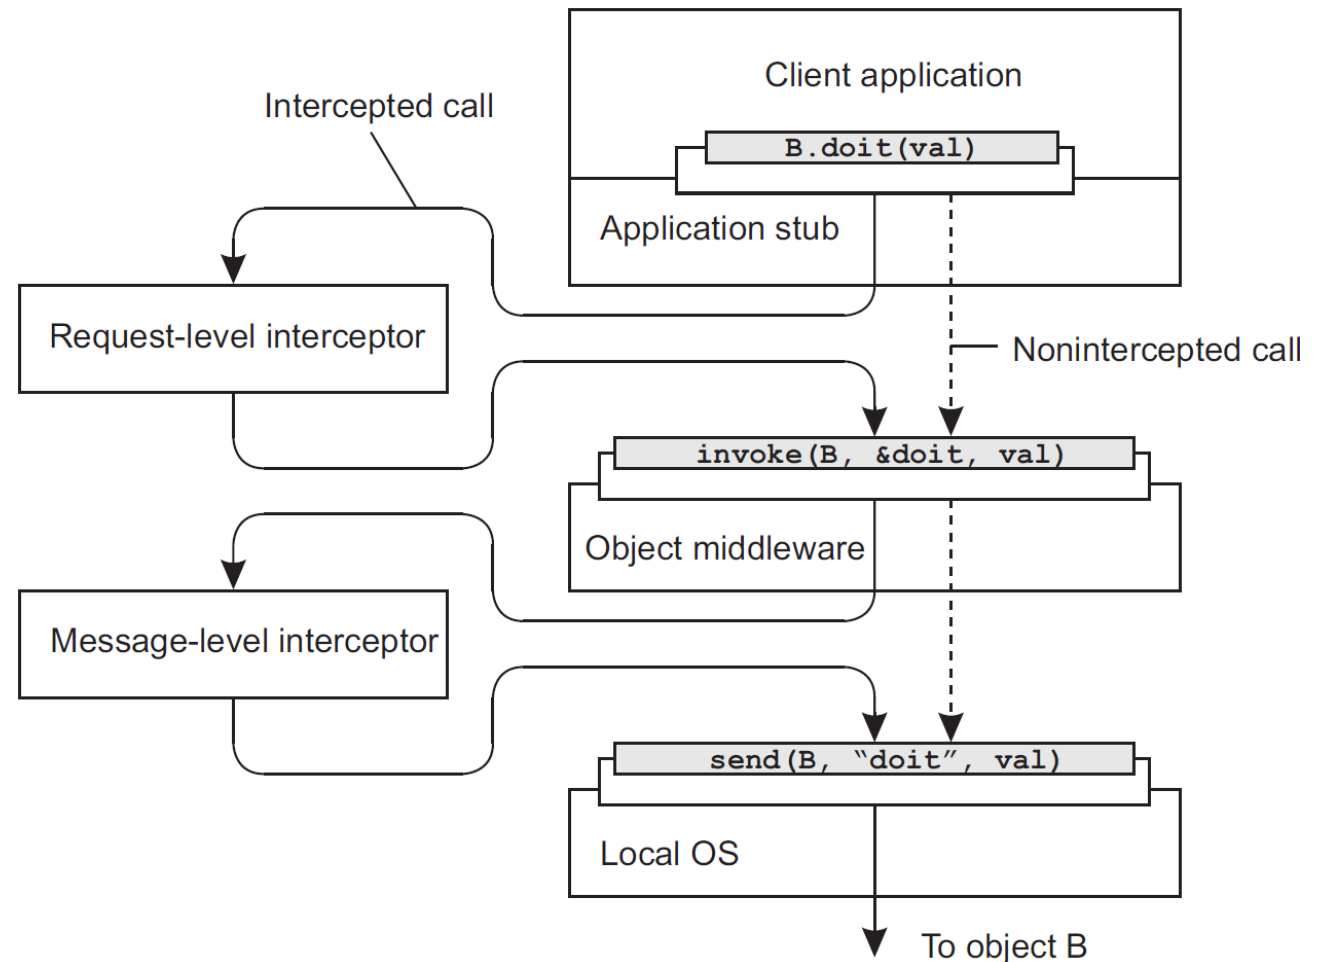 Client application
Intercepted call
B.doit(val)
Application stub
Request-level interceptor
Nonintercepted call
invoke(B, &doit, val)
Object middleware
Message-level interceptor
send(B, “doit”, val)
Local OS
To object B